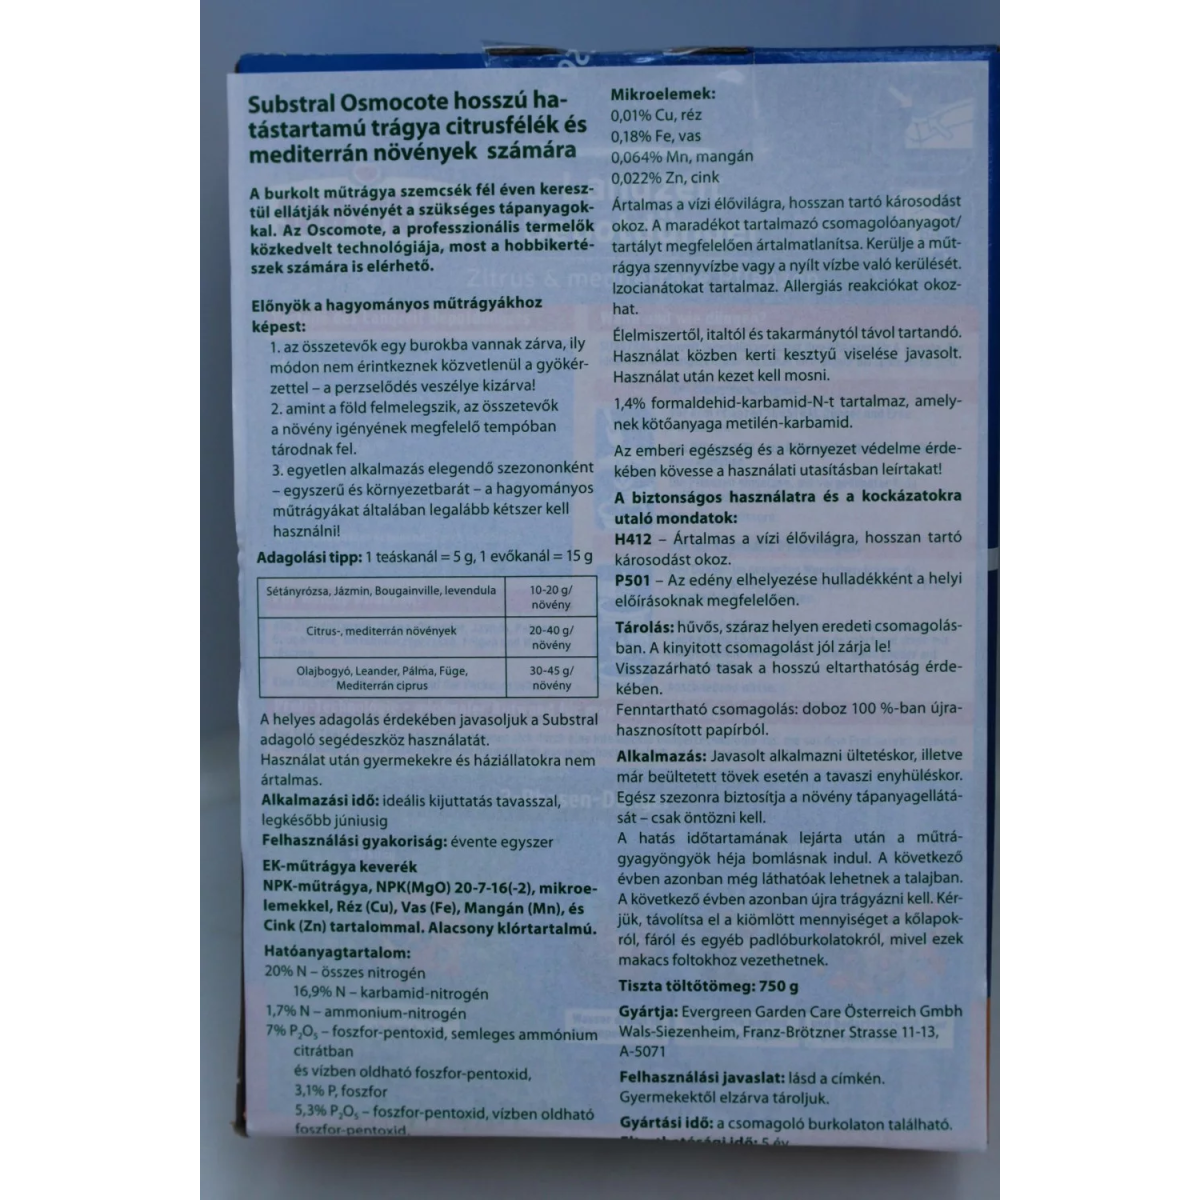 Substral Osmocote hosszú ha-
tástartamú trágya citrusfélék és
mediterrán növények számára
A burkolt műtrágya szemcsék fél éven keresz-
tül ellátják növényét a szükséges tápanyagok-
kal. Az Oscomote, a professzionális termelők
közkedvelt technológiája, most a hobbikerté-
szek számára is elérhető.
Előnyök a hagyományos műtrágyákhoz
képest:
1. az összetevők egy burokba vannak zárva, ily
módon nem érintkeznek közvetlenül a gyökér-
zettel – a perzselődés veszélye kizárva!
2. amint a föld felmelegszik, az összetevők
a növény igényének megfelelő tempóban
tárodnak fel.
3. egyetlen alkalmazás elegendő szezononként
– egyszerű és környezetbarát – a hagyományos
műtrágyákat általában legalább kétszer kell
használni!
Adagolási tipp: 1 teáskanál = 5 g, 1 evőkanál = 15 g
Sétányrózsa, Jázmin, Bougainville, levendula
10-20 g/
növény
Citrus-, mediterrán növények
20-40 g/
növény
Olajbogyó, Leander, Pálma, Füge,
Mediterrán ciprus
30-45 g/
növény
A helyes adagolás érdekében javasoljuk a Substral
adagoló segédeszköz használatát.
Használat után gyermekekre és háziállatokra nem
ártalmas.
Alkalmazási idő: ideális kijuttatás tavasszal,
legkésőbb júniusig
Felhasználási gyakoriság: évente egyszer
EK-műtrágya keverék
NPK-műtrágya, NPK(MgO) 20-7-16(-2), mikroe-
lemekkel, Réz (Cu), Vas (Fe), Mangán (Mn), és
Cink (Zn) tartalommal. Alacsony klórtartalmú.
Hatóanyagtartalom:
20% N – összes nitrogén
16,9% N – karbamid-nitrogén
1,7% N – ammonium-nitrogén
7% P₂O₅ – foszfor-pentoxid, semleges ammónium
citrátban
és vízben oldható foszfor-pentoxid,
3,1% P, foszfor
5,3% P₂O₅ – foszfor-pentoxid, vízben oldható
foszfor-pentoxid.
Mikroelemek:
0,01% Cu, réz
0,18% Fe, vas
0,064% Mn, mangán
0,022% Zn, cink
Ártalmas a vízi élővilágra, hosszan tartó károsodást
okoz. A maradékot tartalmazó csomagolóanyagot/
tartályt megfelelően ártalmatlanítsa. Kerülje a műt-
rágya szennyvízbe vagy a nyílt vízbe való kerülését.
Izocianátokat tartalmaz. Allergiás reakciókat okoz-
hat.
Élelmiszertől, italtól és takarmánytól távol tartandó.
Használat közben kerti kesztyű viselése javasolt.
Használat után kezet kell mosni.
1,4% formaldehid-karbamid-N-t tartalmaz, amely-
nek kötőanyaga metilén-karbamid.
Az emberi egészség és a környezet védelme érde-
kében kövesse a használati utasításban leírtakat!
A biztonságos használatra és a kockázatokra
utaló mondatok:
H412 – Ártalmas a vízi élővilágra, hosszan tartó
károsodást okoz.
P501 – Az edény elhelyezése hulladékként a helyi
előírásoknak megfelelően.
Tárolás: hűvös, száraz helyen eredeti csomagolás-
ban. A kinyitott csomagolást jól zárja le!
Visszazárható tasak a hosszú eltarthatóság érde-
kében.
Fenntartható csomagolás: doboz 100 %-ban újra-
hasznosított papírból.
Alkalmazás: Javasolt alkalmazni ültetéskor, illetve
már beültetett tövek esetén a tavaszi enyhüléskor.
Egész szezonra biztosítja a növény tápanyagellátá-
sát – csak öntözni kell.
A hatás időtartamának lejárta után a műtrá-
gyagyöngyök héja bomlásnak indul. A következő
évben azonban még láthatóak lehetnek a talajban.
A következő évben azonban újra trágyázni kell. Kér-
jük, távolítsa el a kiömlött mennyiséget a kőlapok-
ról, fáról és egyéb padlóburkolatokról, mivel ezek
makacs foltokhoz vezethetnek.
Tiszta töltőtömeg: 750 g
Gyártja: Evergreen Garden Care Österreich Gmbh
Wals-Siezenheim, Franz-Brötzner Strasse 11-13,
A-5071
Felhasználási javaslat: lásd a címkén.
Gyermekektől elzárva tároljuk.
Gyártási idő: a csomagoló burkolaton található.